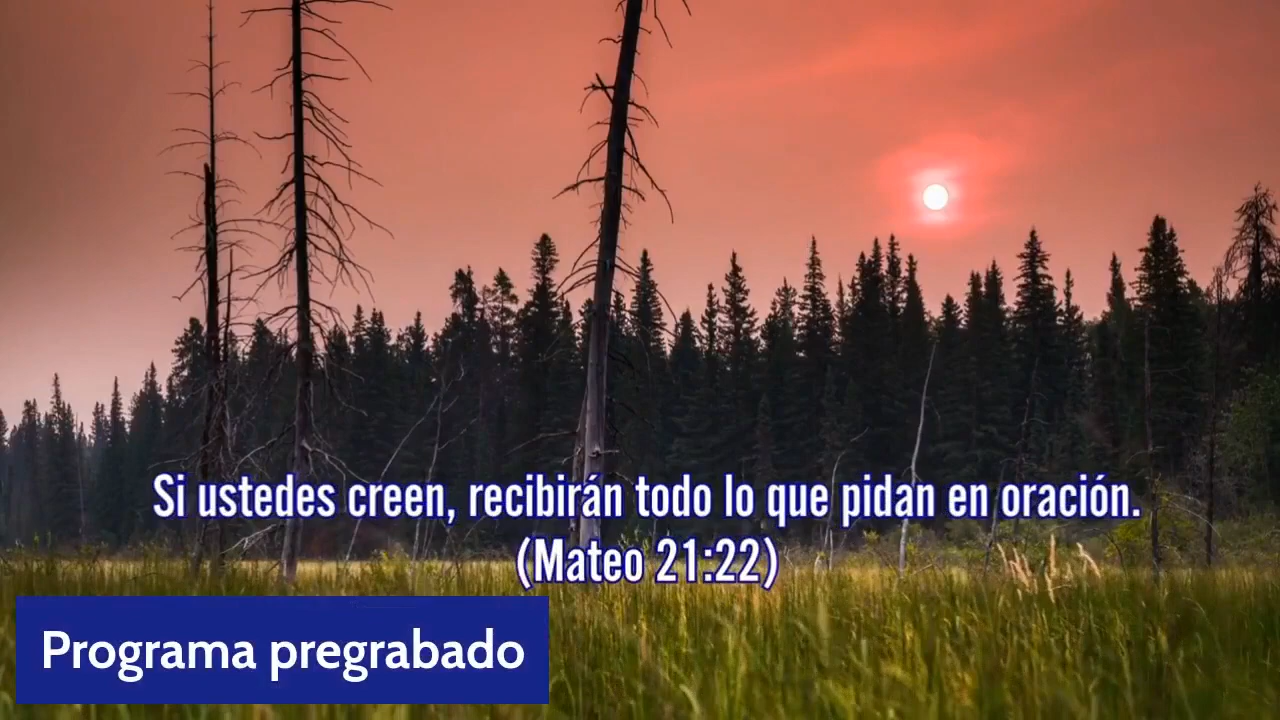 Si ustedes creen, recibirán todo lo que pidan en oración.
(Mateo 21:22)
Programa pregrabado